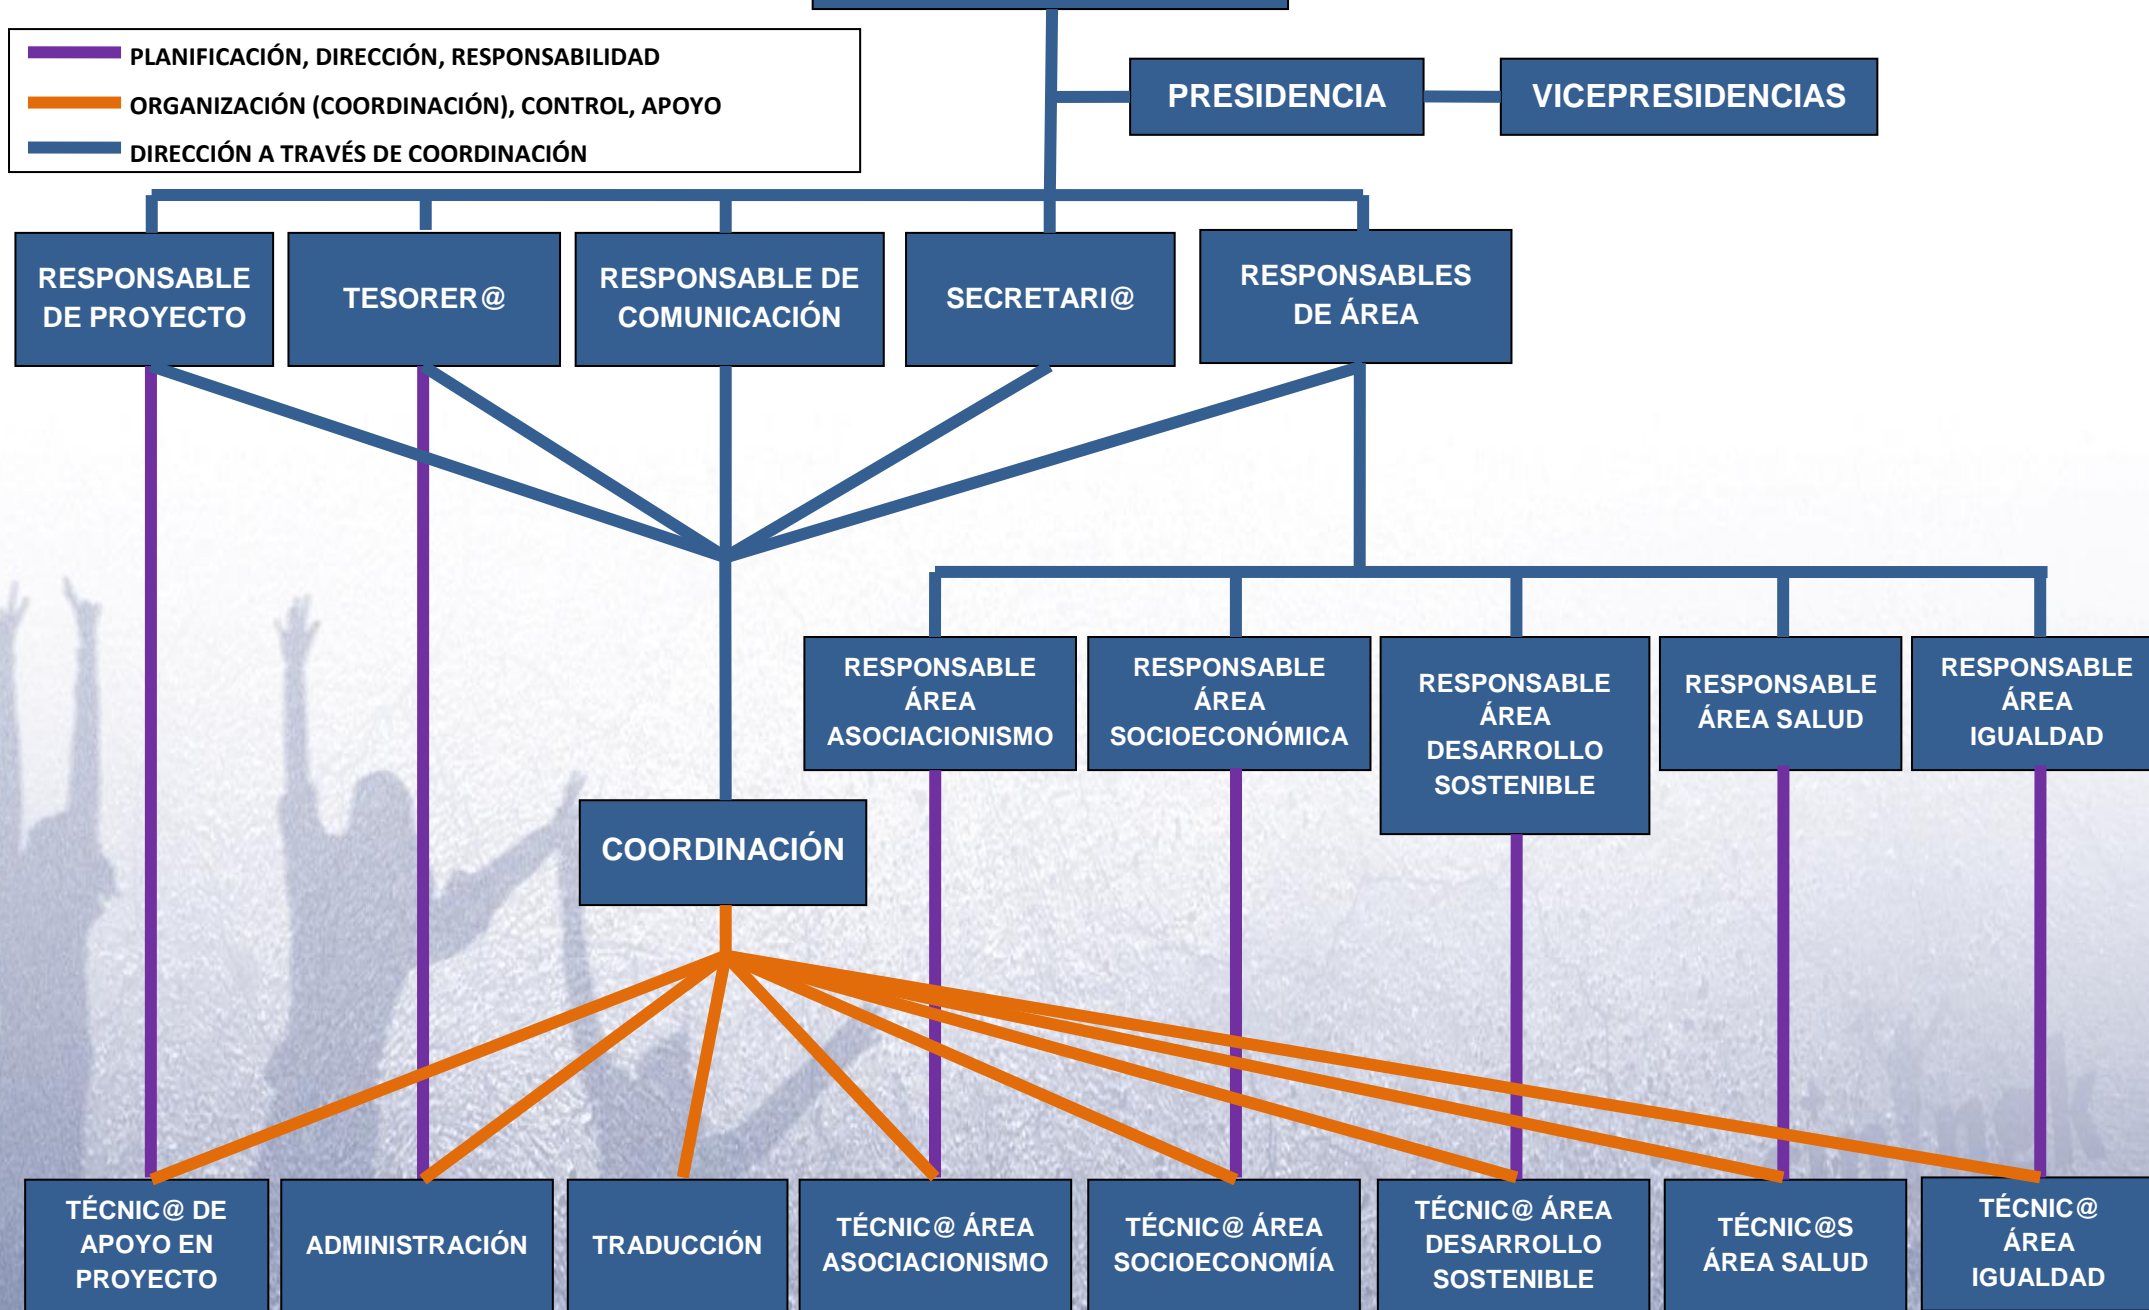 PLANIFICACIÓN, DIRECCIÓN, RESPONSABILIDAD
ORGANIZACIÓN (COORDINACIÓN), CONTROL, APOYO
DIRECCIÓN A TRAVÉS DE COORDINACIÓN
PRESIDENCIA
VICEPRESIDENCIAS
RESPONSABLE
DE PROYECTO
TESORER@
RESPONSABLE DE
COMUNICACIÓN
SECRETARI@
RESPONSABLES
DE ÁREA
RESPONSABLE
ÁREA
ASOCIACIONISMO
RESPONSABLE
ÁREA
SOCIOECONÓMICA
RESPONSABLE
ÁREA
DESARROLLO
SOSTENIBLE
RESPONSABLE
ÁREA SALUD
RESPONSABLE
ÁREA
IGUALDAD
COORDINACIÓN
TÉCNIC@ DE
APOYO EN
PROYECTO
ADMINISTRACIÓN
TRADUCCIÓN
TÉCNIC@ ÁREA
ASOCIACIONISMO
TÉCNIC@ ÁREA
SOCIOECONOMÍA
TÉCNIC@ ÁREA
DESARROLLO
SOSTENIBLE
TÉCNIC@S
ÁREA SALUD
TÉCNIC@
ÁREA
IGUALDAD